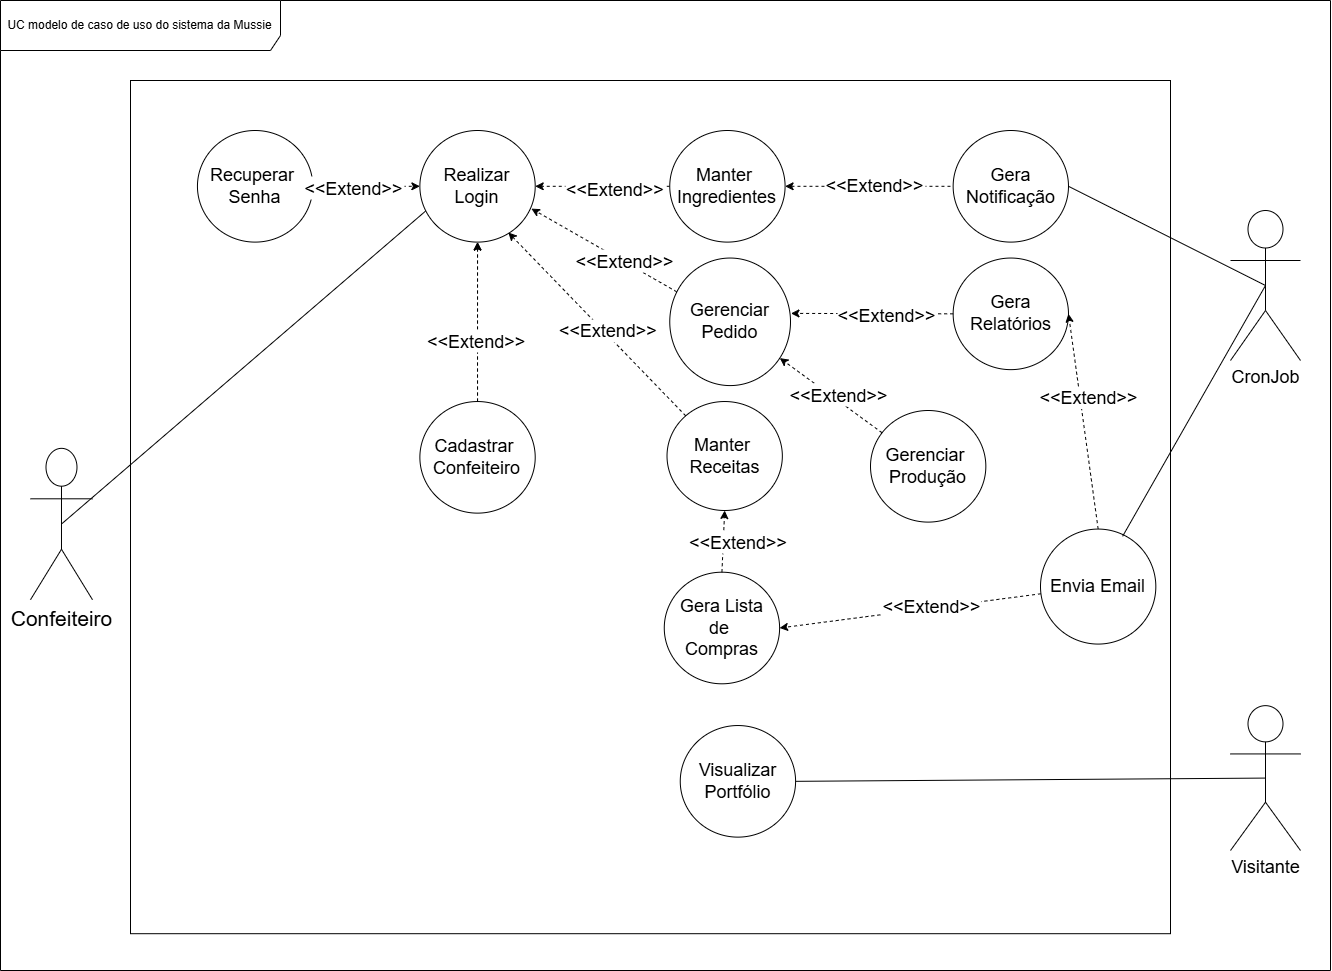 UC modelo de caso de uso do sistema da Mussie
Recuperar
Senha
<<Extend>>
Realizar
Login
<<Extend>>
Manter
Ingredientes
<<Extend>>
Gera
Notificação
<<Extend>>
Gerenciar
Pedido
<<Extend>>
Gera
Relatórios
<<Extend>>
<<Extend>>
CronJob
<<Extend>>
<<Extend>>
Cadastrar
Confeiteiro
Manter
Receitas
Gerenciar
Produção
<<Extend>>
Envia Email
<<Extend>>
Gera Lista
de
Compras
Confeiteiro
Visualizar
Portfólio
Visitante